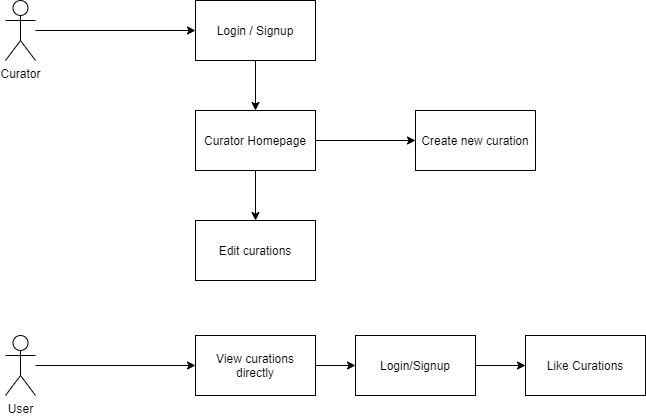 Login / Signup
Curator
Curator Homepage
Create new curation
Edit curations
View curations
directly
Login/Signup
Like Curations
User